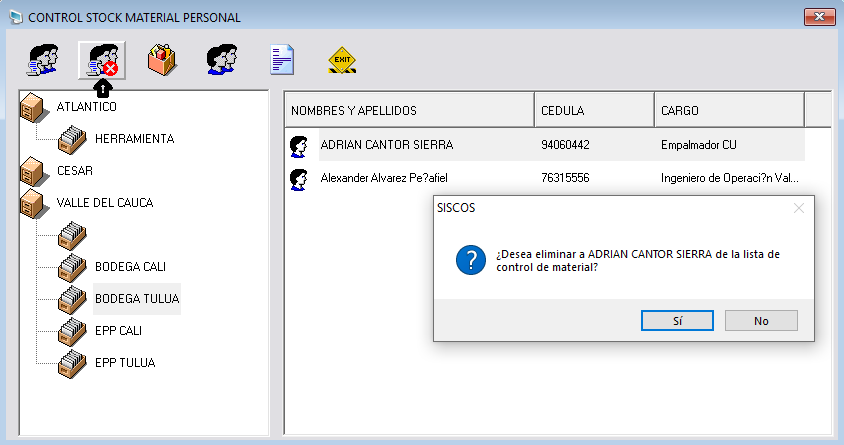 CONTROL STOCK MATERIAL PERSONAL
EXIT
ATLANTICO
HERRAMIENTA
CESAR
VALLE DEL CAUCA
BODEGA CALI
BODEGA TULUA
EPP CALI
EPP TULUA
NOMBRES Y APELLIDOS CEDULA CARGO
ADRIAN CANTOR SIERRA 94060442 Empalmador CU
Alexander Alvarez Pe?afiel 76315556 Ingeniero de Operaci?n Val...
SISCOS
¿Desea eliminar a ADRIAN CANTOR SIERRA de la lista de
control de material?
Sí No